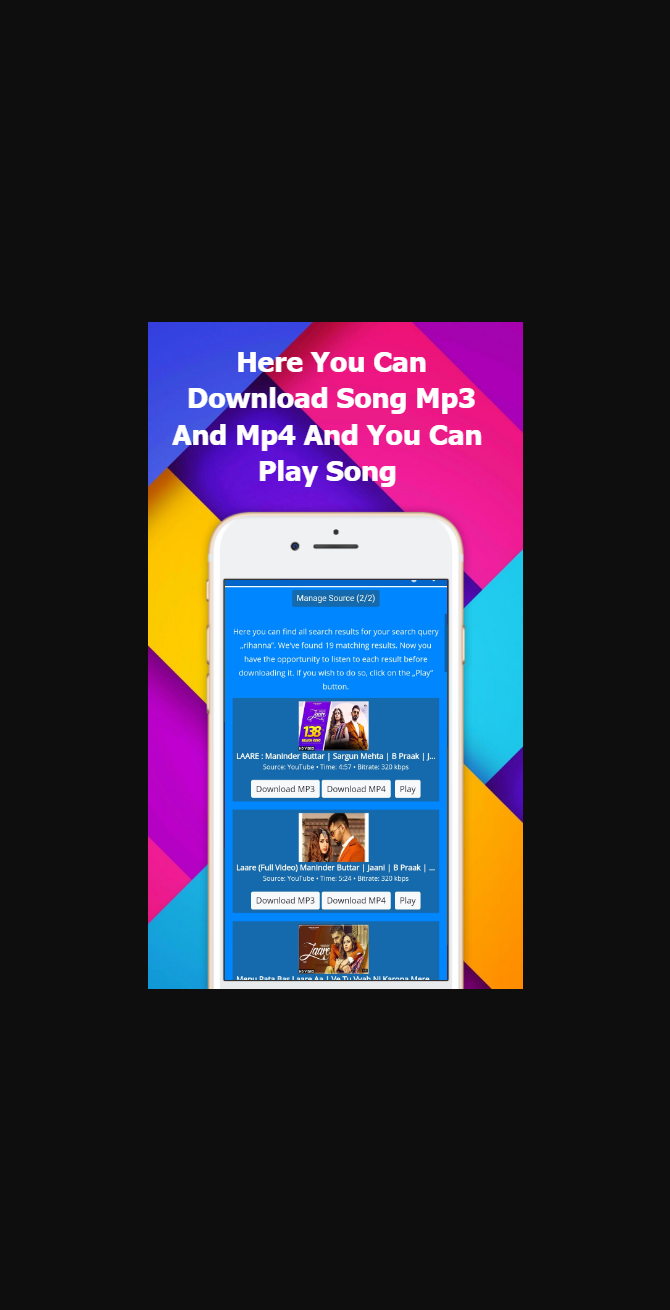 Here You Can
Download Song Mp3
And Mp4 And You Can
Play Song
Manage Source (2/2)
Here you can find all search results for your search query
„rihanna”. We've found 19 matching results. Now you
have the opportunity to listen to each result before
downloading it. If you wish to do so, click on the „Play”
button.
Laare
138
NO VIDEO
LAARE : Maninder Buttar | Sargun Mehta | B Praak | J...
Source: YouTube • Time: 4:57 • Bitrate: 320 kbps
Download MP3 Download MP4 Play
Laare (Full Video) Maninder Buttar | Jaani | B Praak | ...
Source: YouTube • Time: 5:24 • Bitrate: 320 kbps
Download MP3 Download MP4 Play
Laare
NO VIDEO
Menu Pata Bas Laare Aa | Ve Tu Vyah Ni Karona Mere